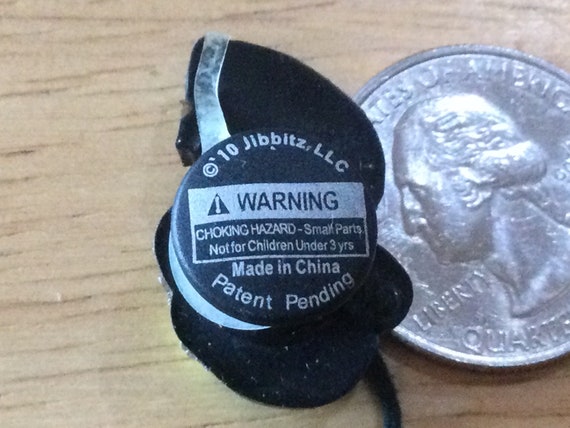 ©'10 Jibbitz, LLC
⚠ WARNING
CHOKING HAZARD - Small Parts
Not for Children Under 3 yrs
Made in China
Patent Pending
LIBERTY